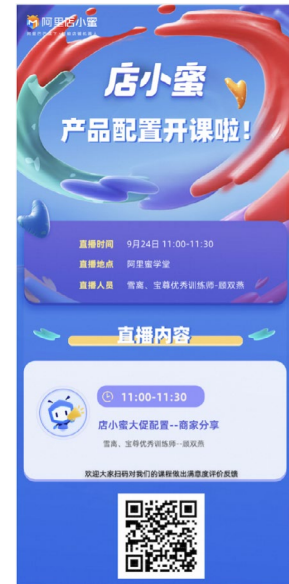 阿里店小蜜
店小蜜
产品配置开课啦!
直播时间 9月24日 11:00-11:30
直播地点 阿里蜜学堂
直播人员 雪离、宝尊优秀训练师-顾双燕
直播内容
11:00-11:30
店小蜜大促配置--商家分享
雪离、宝尊优秀训练师--顾双燕
欢迎大家扫码对我们的课程做出满意度评价反馈